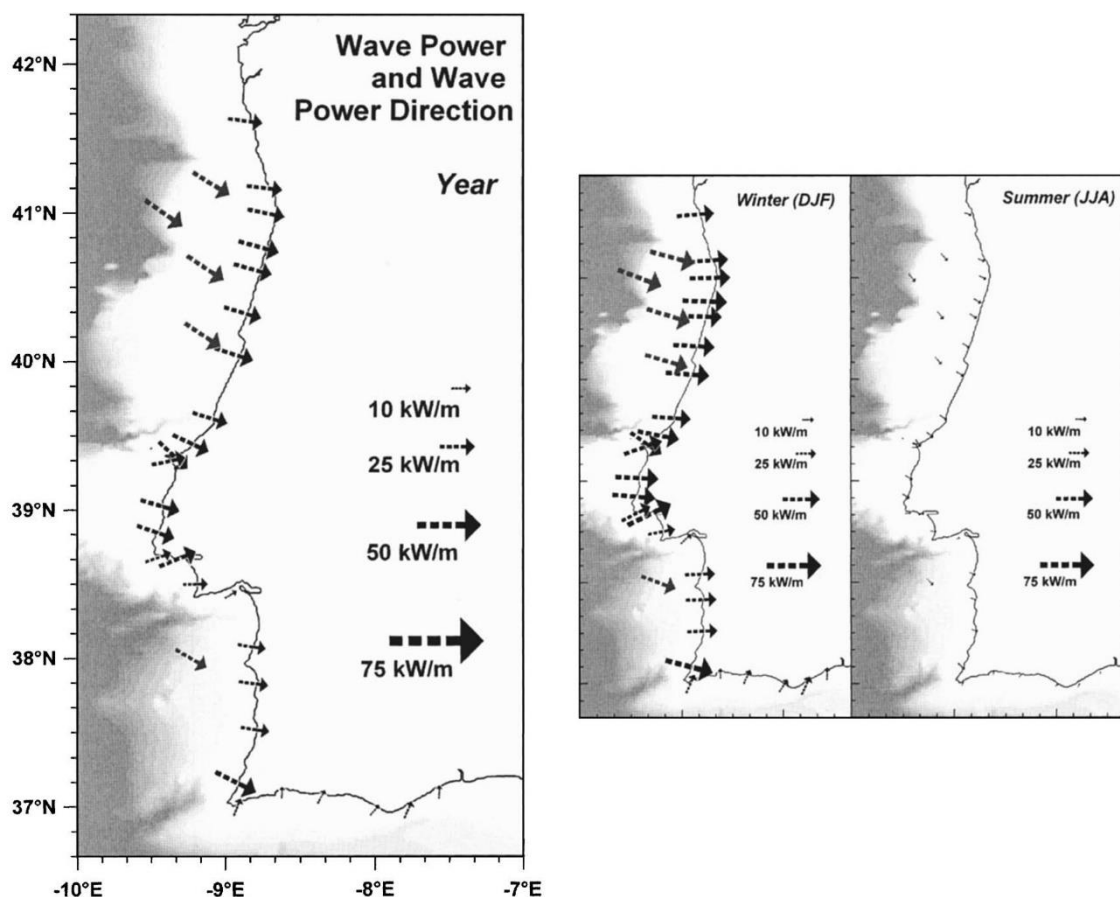 Wave Power
and Wave
Power Direction
Year
42°N
41°N
40°N
39°N
38°N
37°N
10 kW/m
25 kW/m
50 kW/m
75 kW/m
-10°E
-9°E
-8°E
-7°E
Winter (DJF)
10 kW/m
25 kW/m
50 kW/m
75 kW/m
Summer (JJA)
10 kW/m
25 kW/m
50 kW/m
75 kW/m